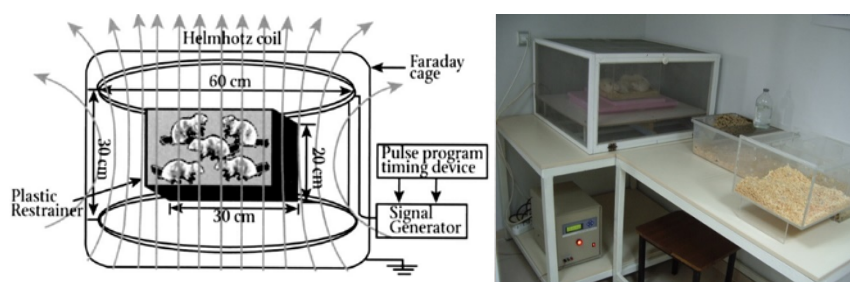 Helmhotz coil
Faraday
cage
60 cm
30 cm
20 cm
Pulse program
timing device
Plastic
Restrainer
30 cm
Signal
Generator